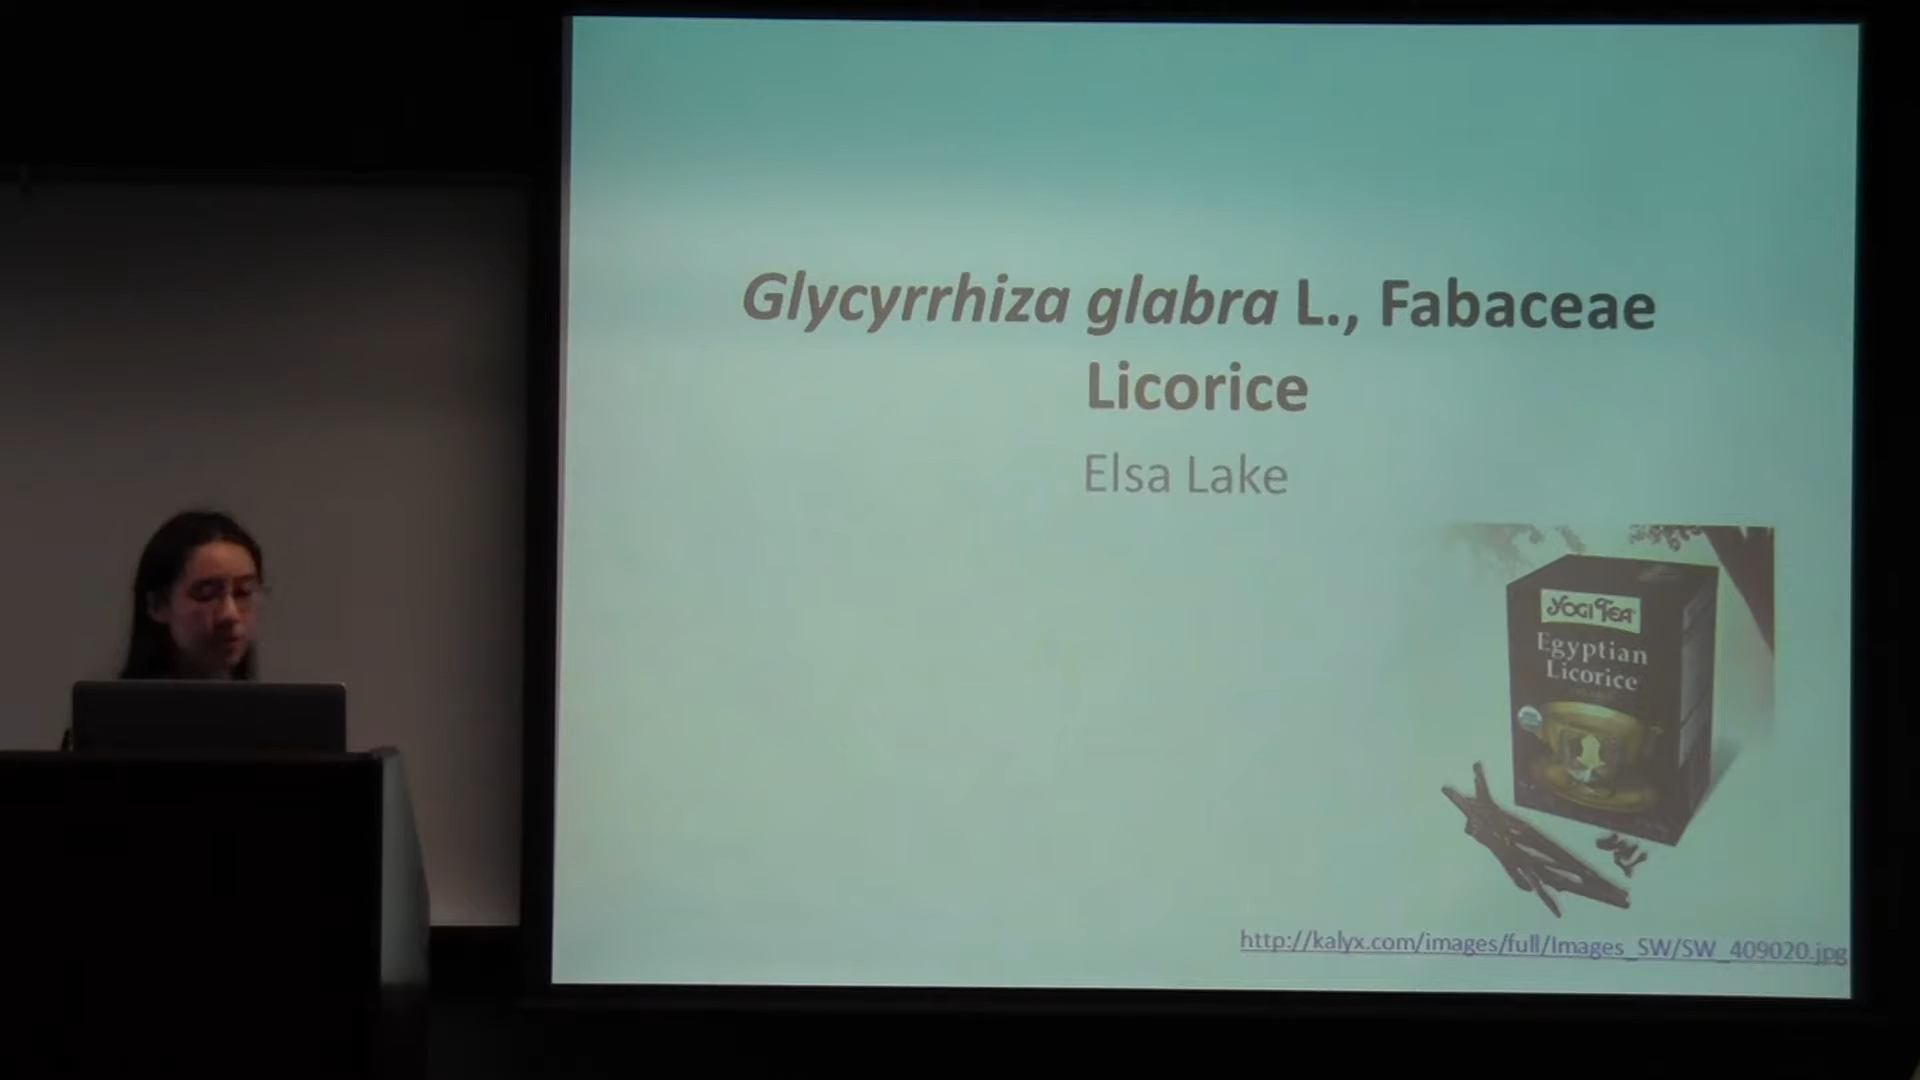 Glycyrrhiza glabra L., Fabaceae
Licorice
Elsa Lake
YOGI TEA
Egyptian
Licorice
http://kalyx.com/images/full/Images_SW/SW_409020.jpg